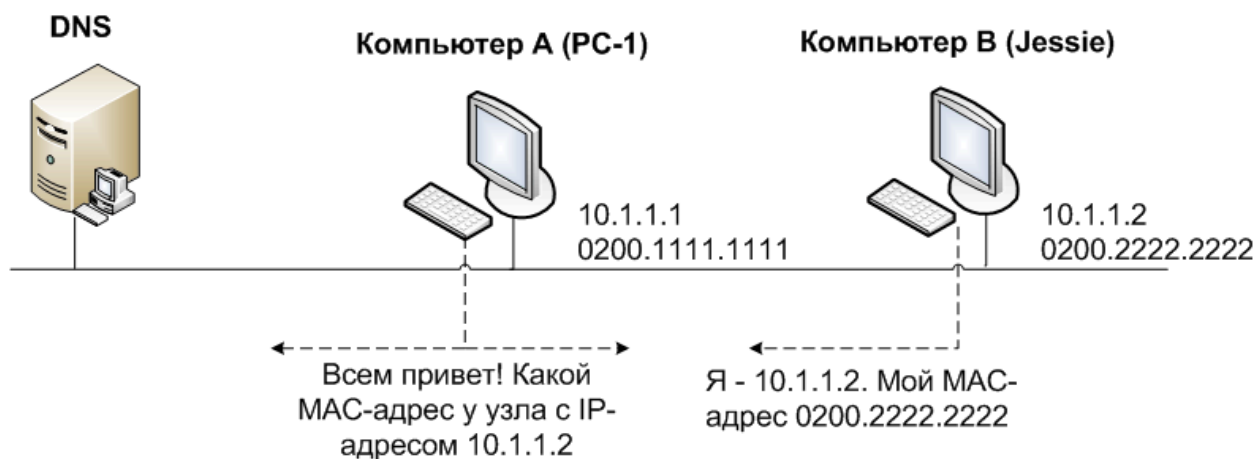 DNS
Компьютер A (PC-1)
Компьютер B (Jessie)
10.1.1.1
0200.1111.1111
10.1.1.2
0200.2222.2222
Всем привет! Какой
MAC-адрес у узла с IP-
адресом 10.1.1.2
Я - 10.1.1.2. Мой MAC-
адрес 0200.2222.2222